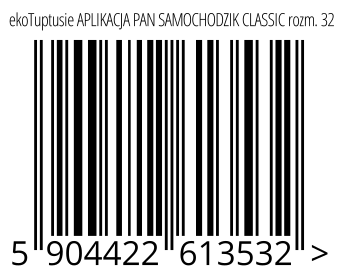 ekoTuptusie APLIKACJA PAN SAMOCHODZIK CLASSIC rozm. 32
5 904422 613532 >